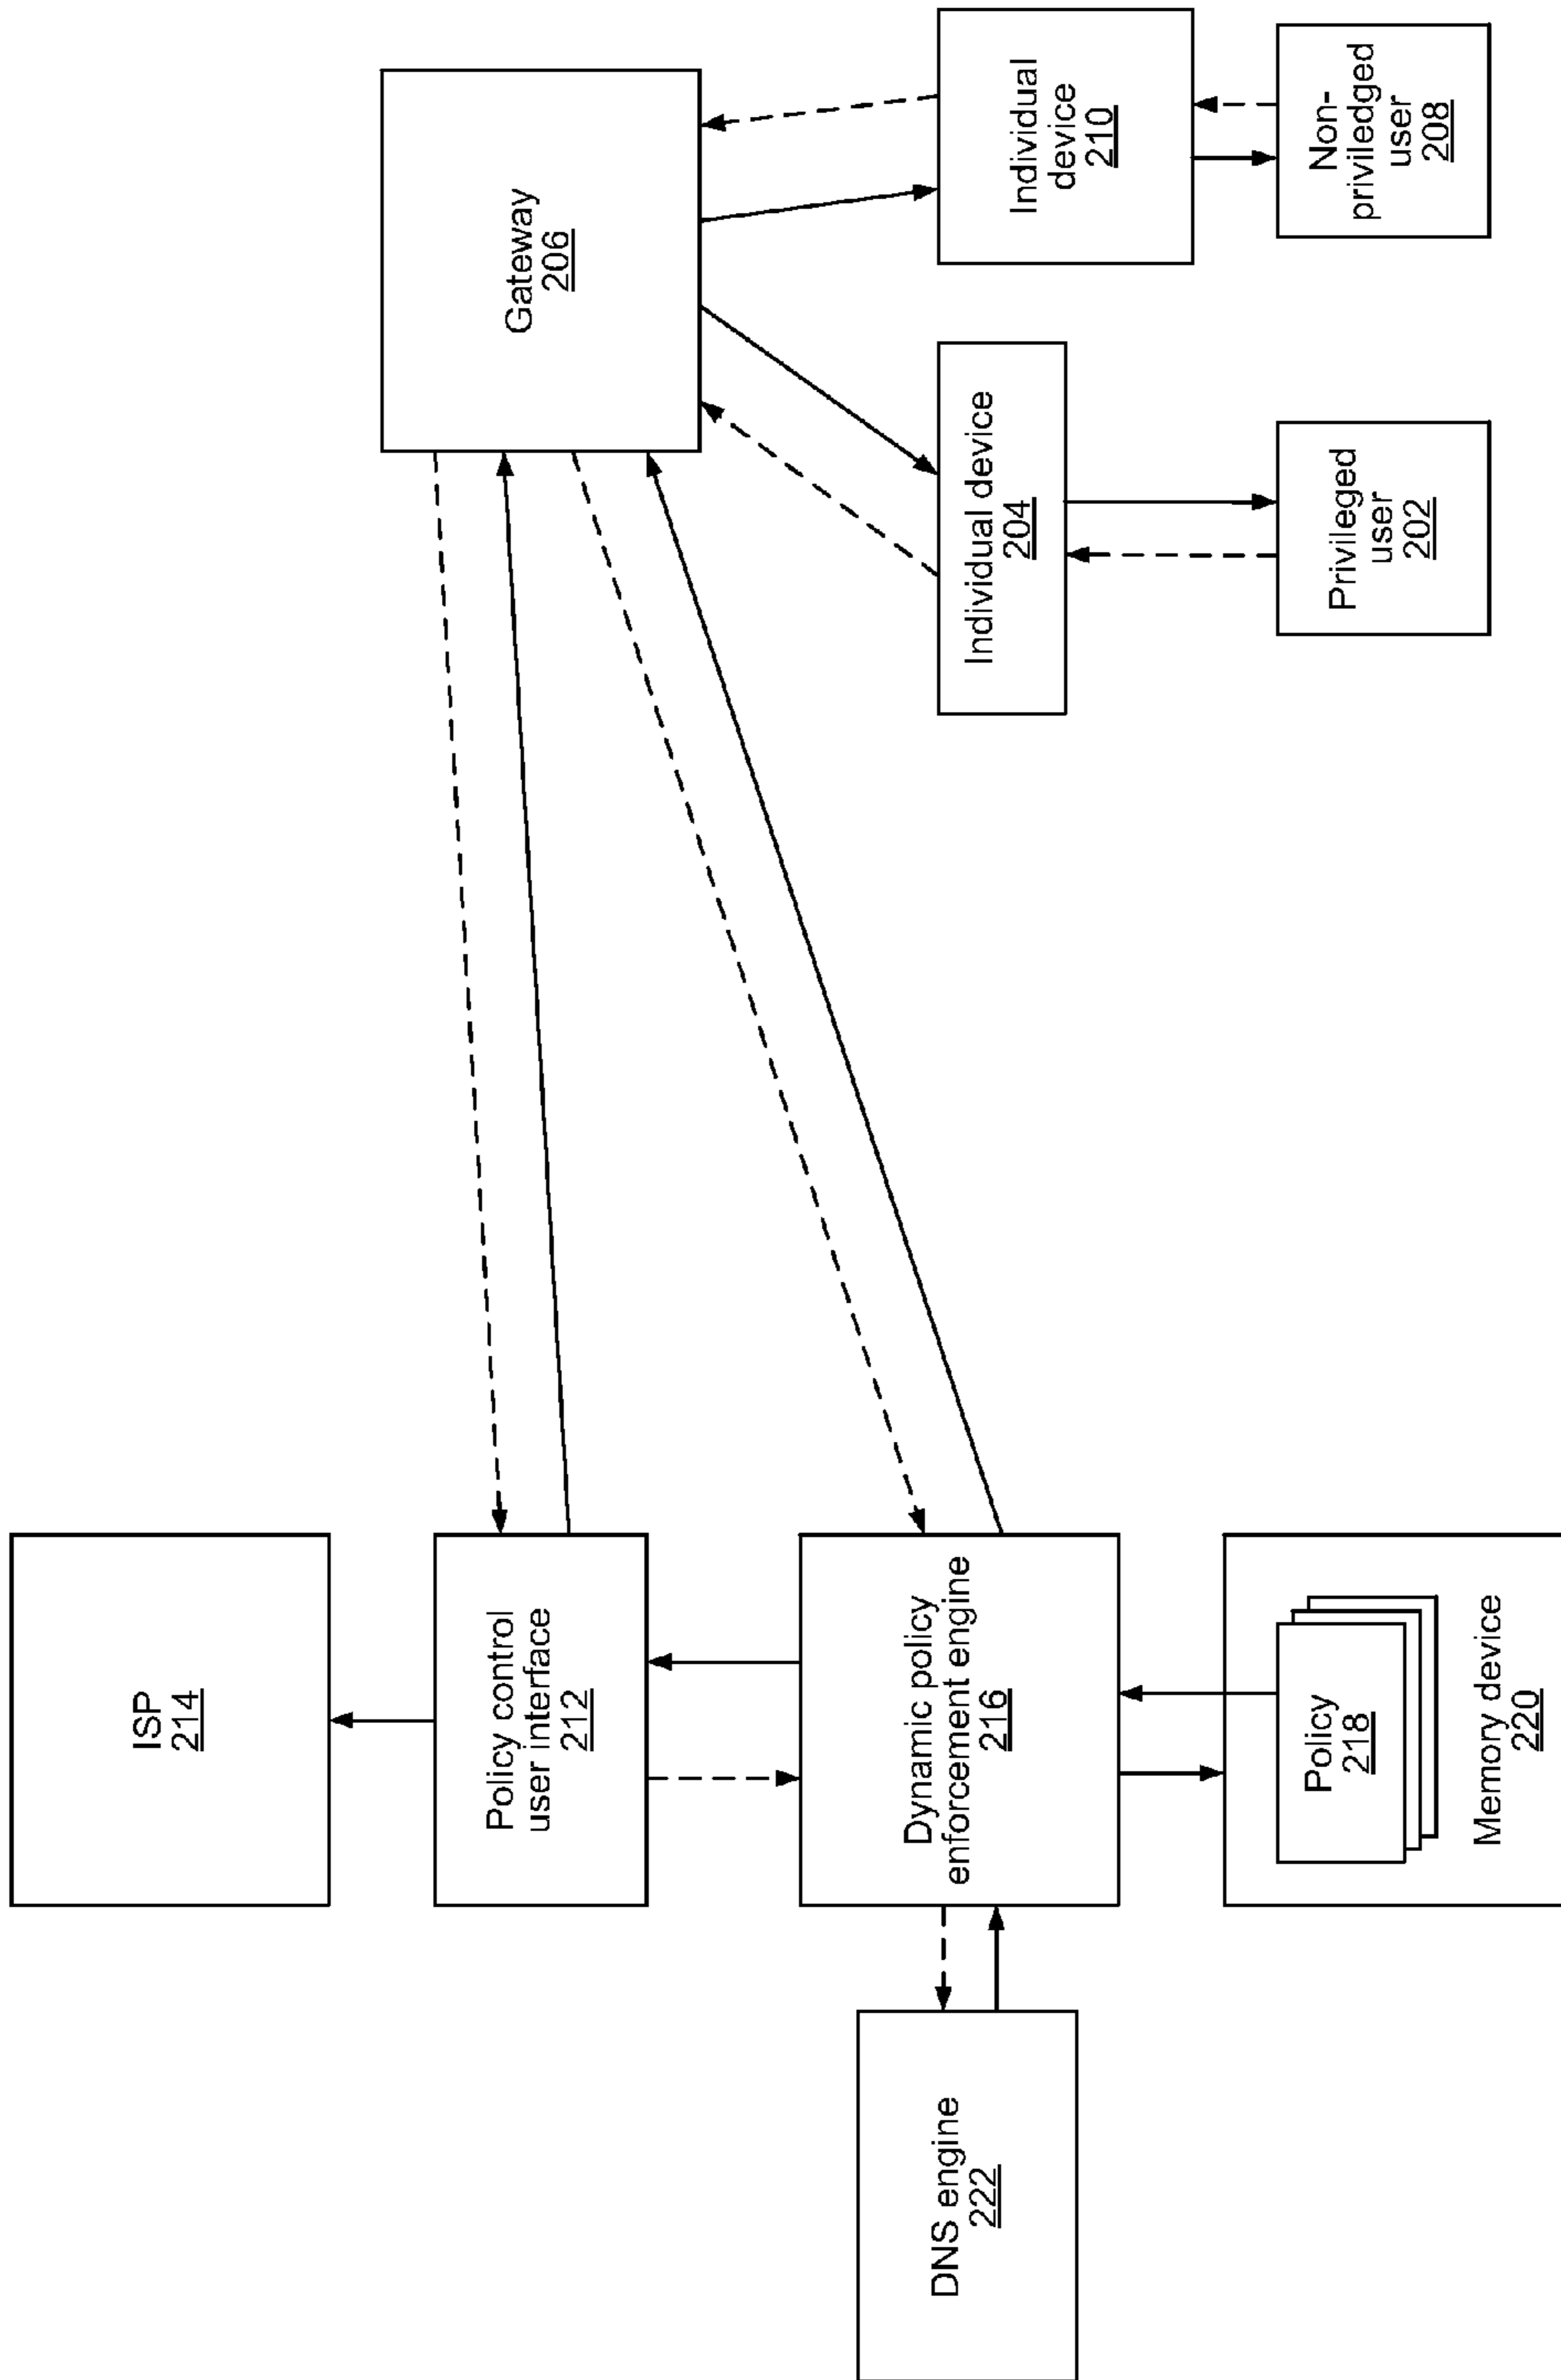 ISP
214
Policy control
user interface
212
Dynamic policy
enforcement engine
216
Policy
218
Memory device
220
DNS engine
222
Gateway
206
Individual device
204
Privileged
user
202
Individual
device
210
Non-
priviledged
user
208